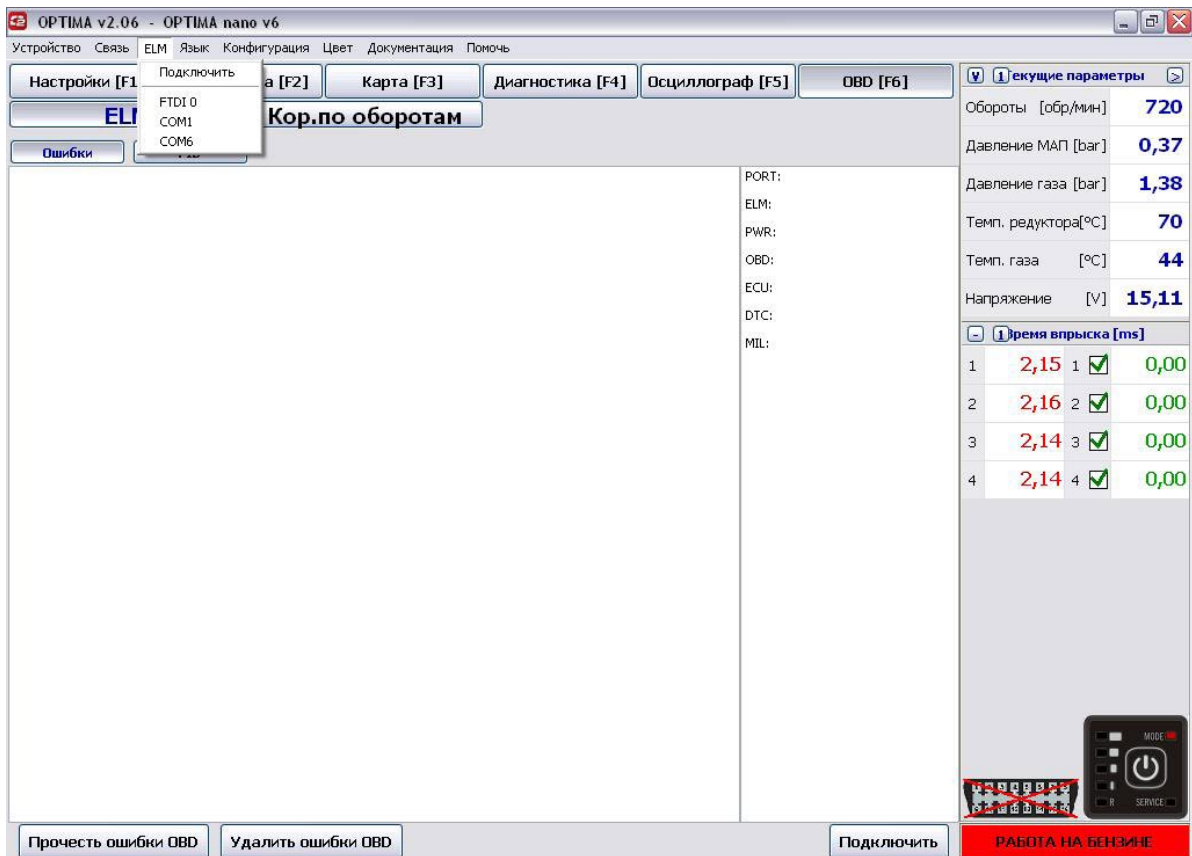 OPTIMA v2.06 - OPTIMA nano v6
Устройство Связь ELM Язык Конфигурация Цвет Документация Помочь
Подключить
FTDI 0
COM1
COM6
Настройки [F1 а [F2] Карта [F3] Диагностика [F4] Осциллограф [F5] OBD [F6]
Кор.по оборотам
Ошибки
PORT:
ELM:
PWR:
OBD:
ECU:
DTC:
MIL:
V 1 екущие параметры >
Обороты [обр/мин] 720
Давление МАП [bar] 0,37
Давление газа [bar] 1,38
Темп. редуктора[°C] 70
Темп. газа [°C] 44
Напряжение [V] 15,11
- 1 время впрыска [ms]
1 2,15 1 0,00
2 2,16 2 0,00
3 2,14 3 0,00
4 2,14 4 0,00
MODE
R SERVICE
Прочесть ошибки OBD Удалить ошибки OBD Подключить РАБОТА НА БЕНЗИНЕ